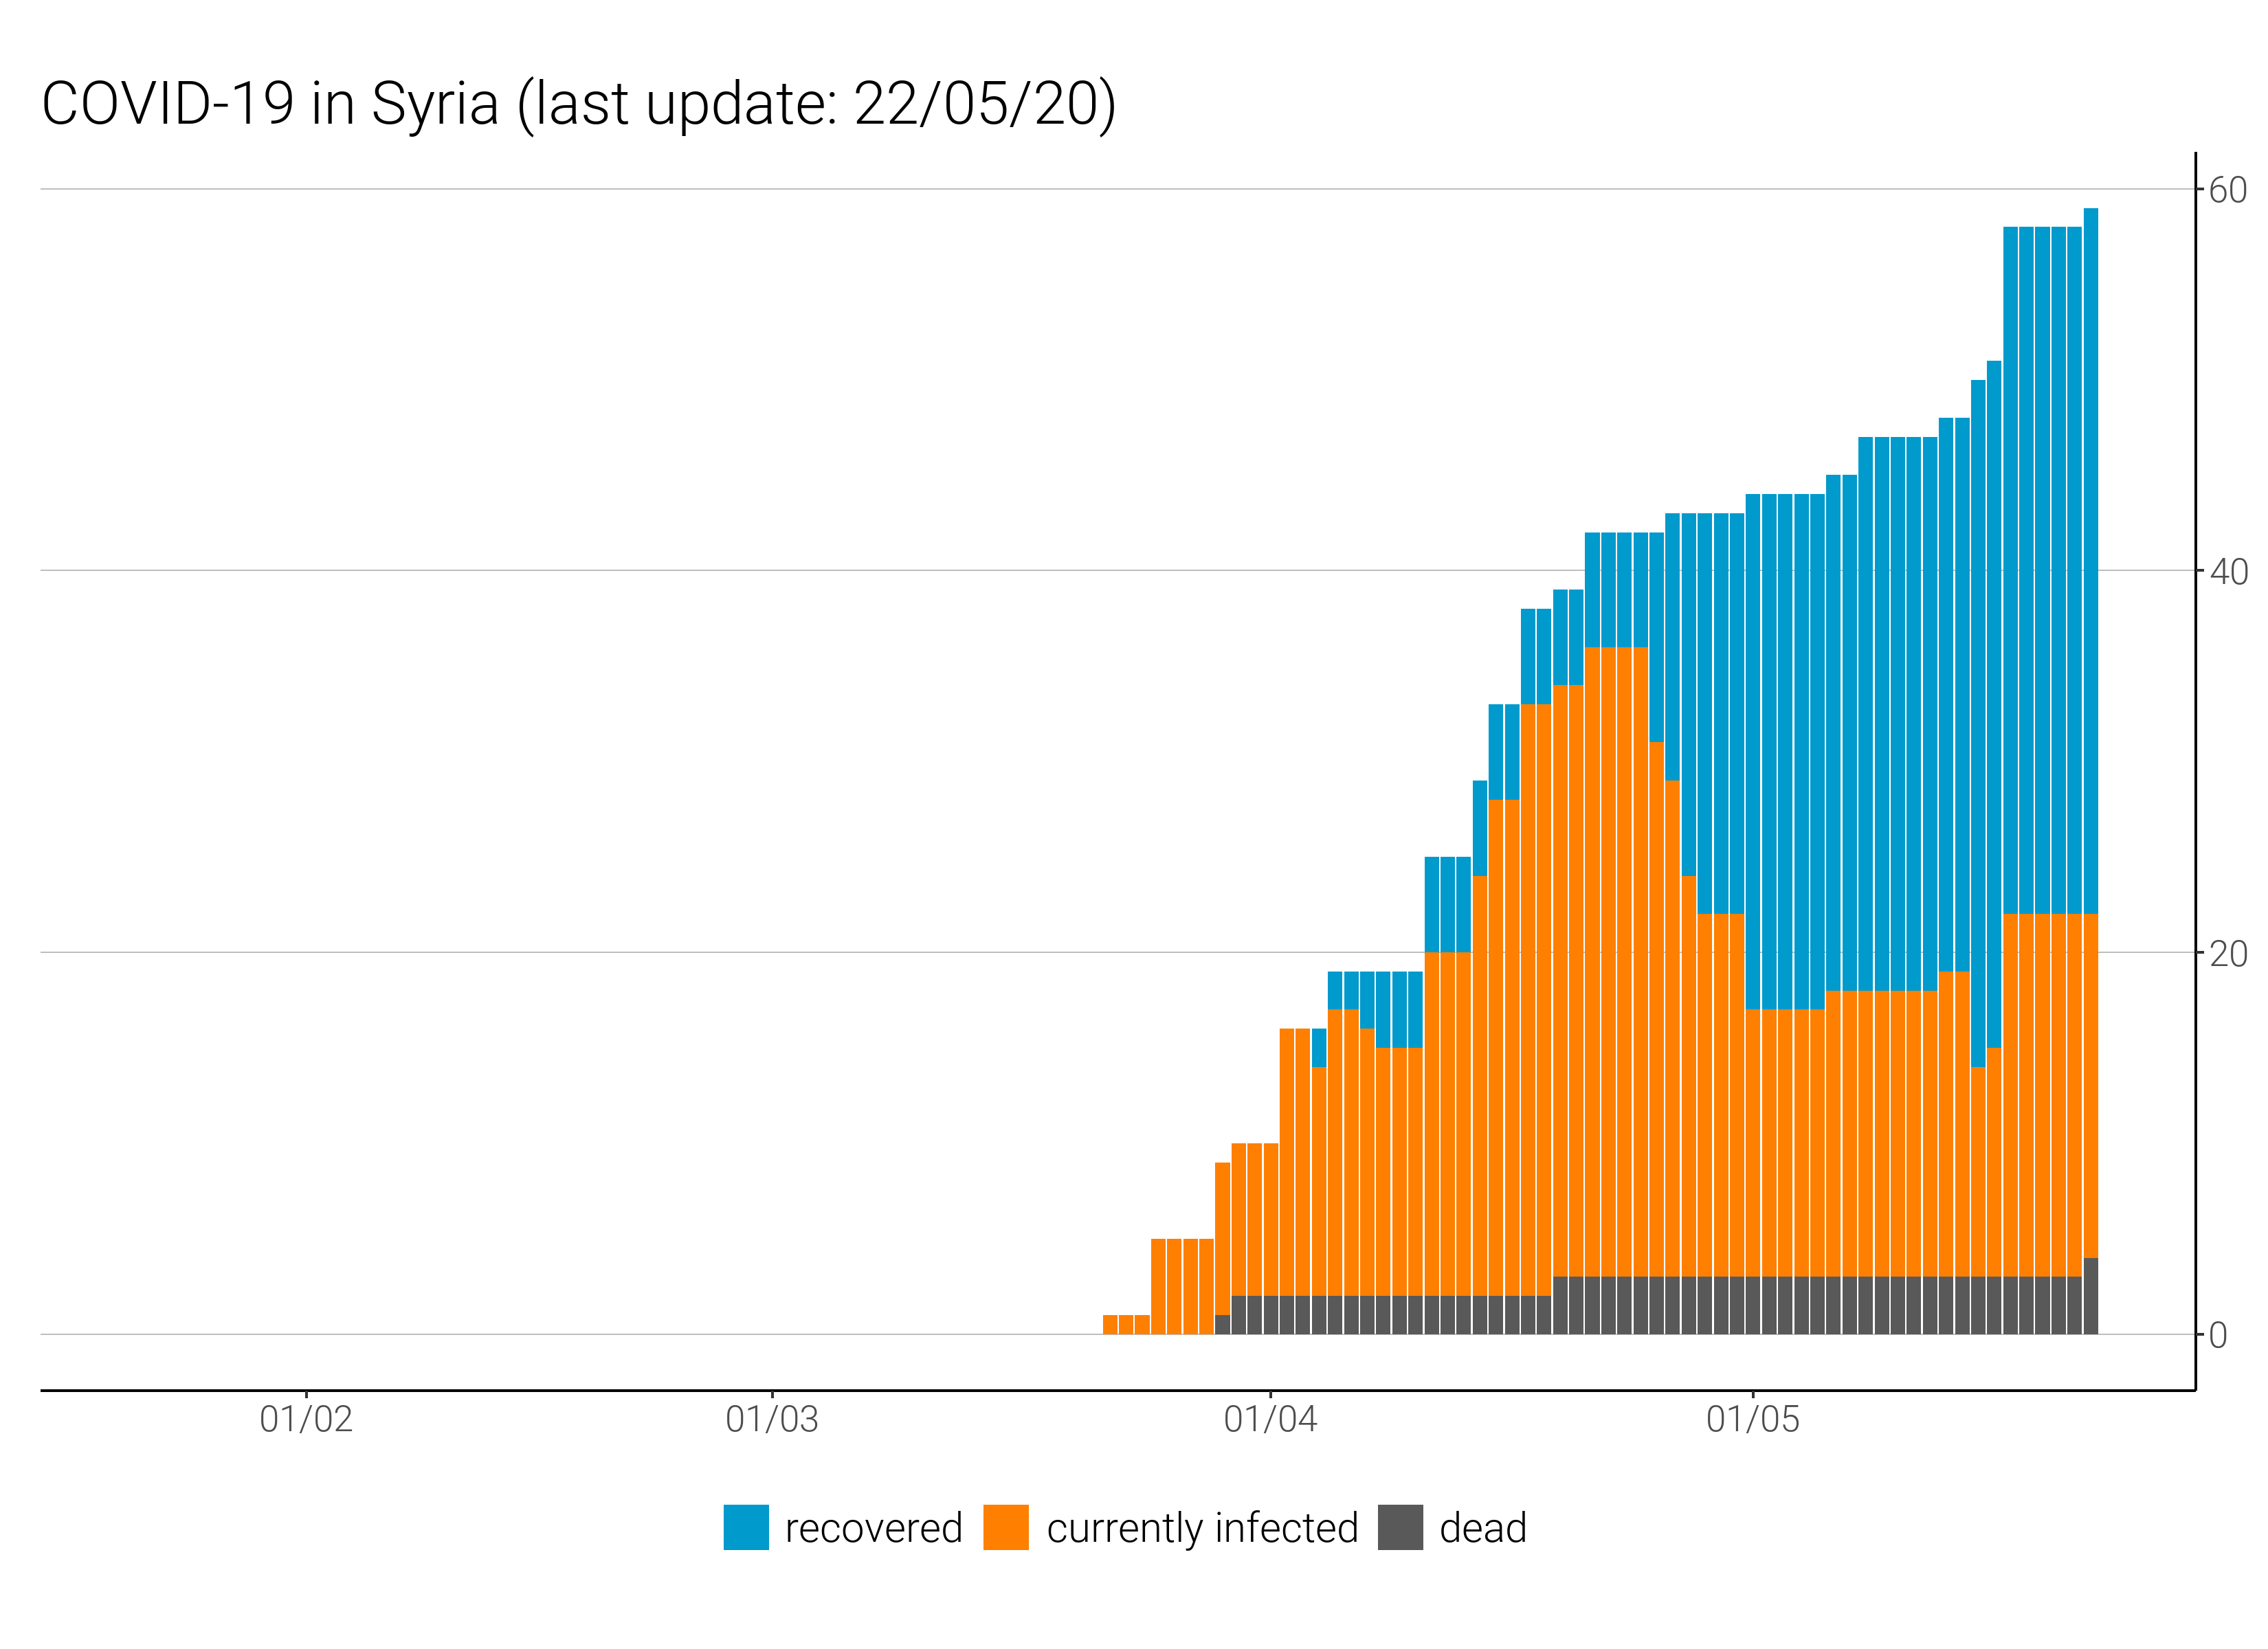 COVID-19 in Syria (last update: 22/05/20)
60
40
20
0
01/02 01/03 01/04 01/05
recovered currently infected dead